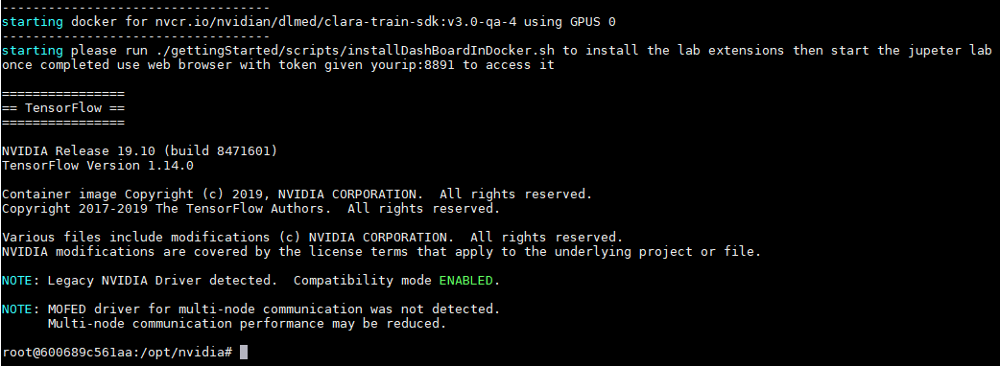 -----------------------------------
starting docker for nvcr.io/nvidian/dlmed/clara-train-sdk:v3.0-qa-4 using GPUS 0
-----------------------------------
starting please run ./gettingStarted/scripts/installDashBoardInDocker.sh to install the lab extensions then start the jupeter lab
once completed use web browser with token given yourip:8891 to access it
================
== TensorFlow ==
================
NVIDIA Release 19.10 (build 8471601)
TensorFlow Version 1.14.0
Container image Copyright (c) 2019, NVIDIA CORPORATION.  All rights reserved.
Copyright 2017-2019 The TensorFlow Authors.  All rights reserved.
Various files include modifications (c) NVIDIA CORPORATION.  All rights reserved.
NVIDIA modifications are covered by the license terms that apply to the underlying project or file.
NOTE: Legacy NVIDIA Driver detected.  Compatibility mode ENABLED.
NOTE: MOFED driver for multi-node communication was not detected.
      Multi-node communication performance may be reduced.
root@600689c561aa:/opt/nvidia#